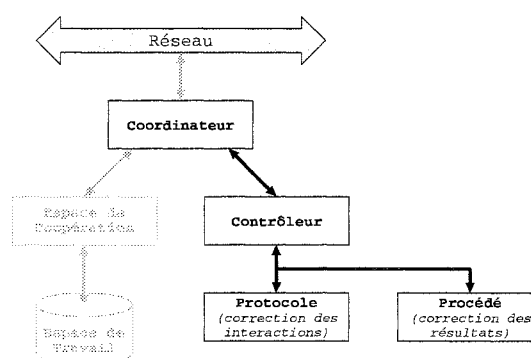 Réseau
Coordinateur
Espace de
Coopération
Contrôleur
Protocole
(correction des
interactions)
Procédé
(correction des
résultats)
Espace de
Travail